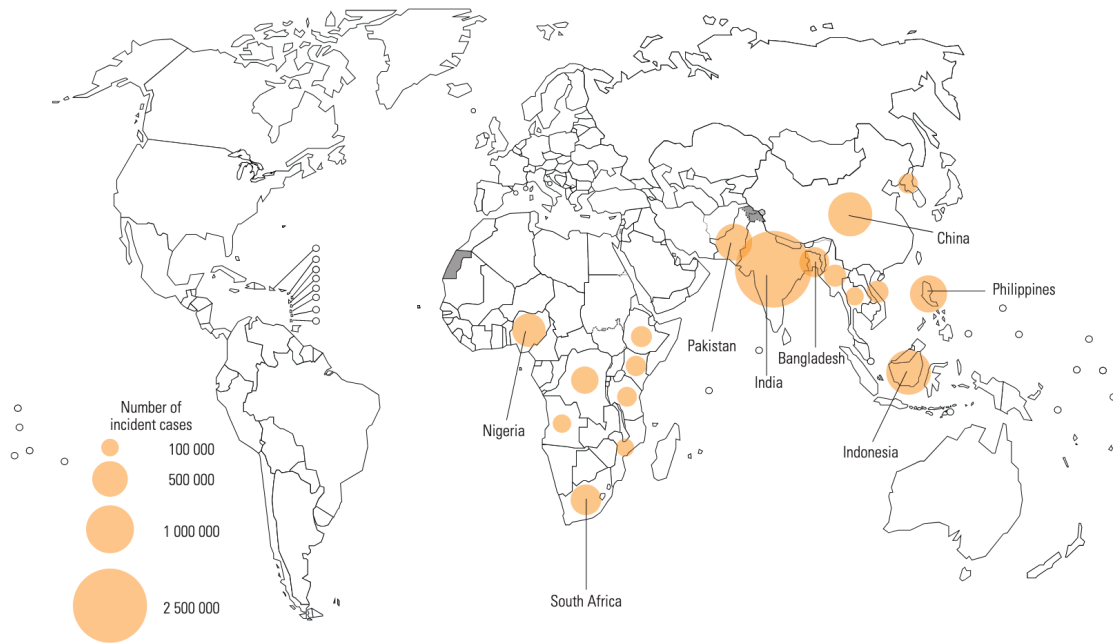 China
Philippines
Pakistan
Bangladesh
India
Nigeria
Indonesia
South Africa
Number of
incident cases
100 000
500 000
1 000 000
2 500 000